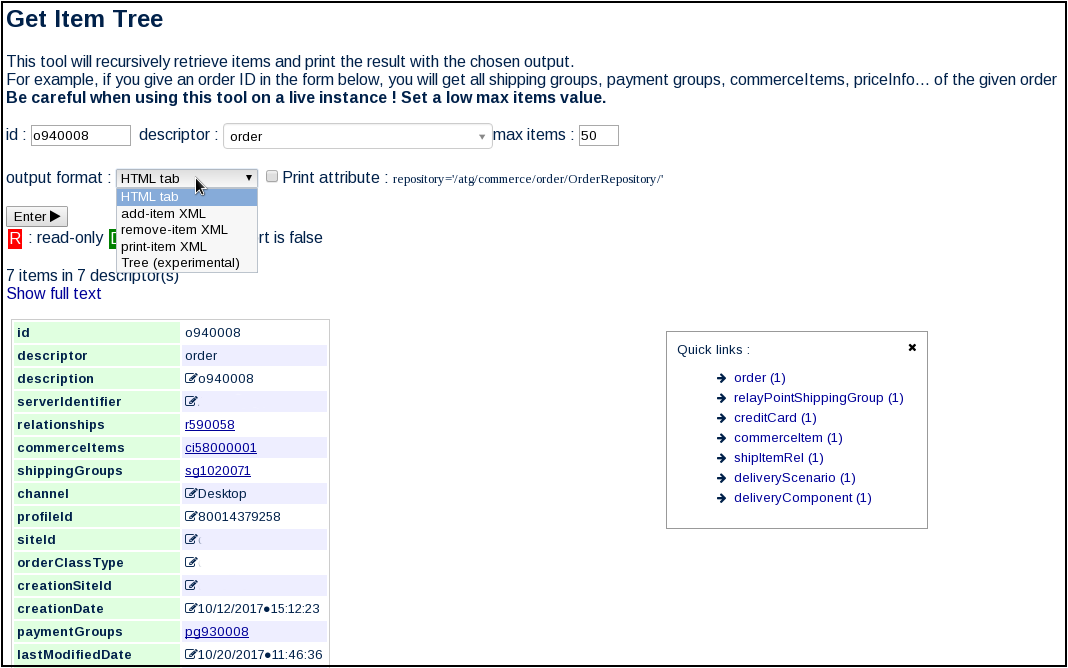 Get Item Tree
This tool will recursively retrieve items and print the result with the chosen output.
For example, if you give an order ID in the form below, you will get all shipping groups, payment groups, commerceItems, priceInfo... of the given order
Be careful when using this tool on a live instance ! Set a low max items value.
id : o940008 descriptor : order max items : 50
output format : HTML tab Print attribute : repository='/atg/commerce/order/OrderRepository/'
HTML tab
add-item XML
remove-item XML
print-item XML
Tree (experimental)
Enter
R : read-only is false
7 items in 7 descriptor(s)
Show full text
id o940008
descriptor order
description o940008
serverIdentifier
relationships r590058
commerceItems ci58000001
shippingGroups sg1020071
channel Desktop
profileId 80014379258
siteId
orderClassType
creationSiteId
creationDate 10/12/2017●15:12:23
paymentGroups pg930008
lastModifiedDate 10/20/2017●11:46:36
Quick links :
order (1)
relayPointShippingGroup (1)
creditCard (1)
commerceItem (1)
shipItemRel (1)
deliveryScenario (1)
deliveryComponent (1)